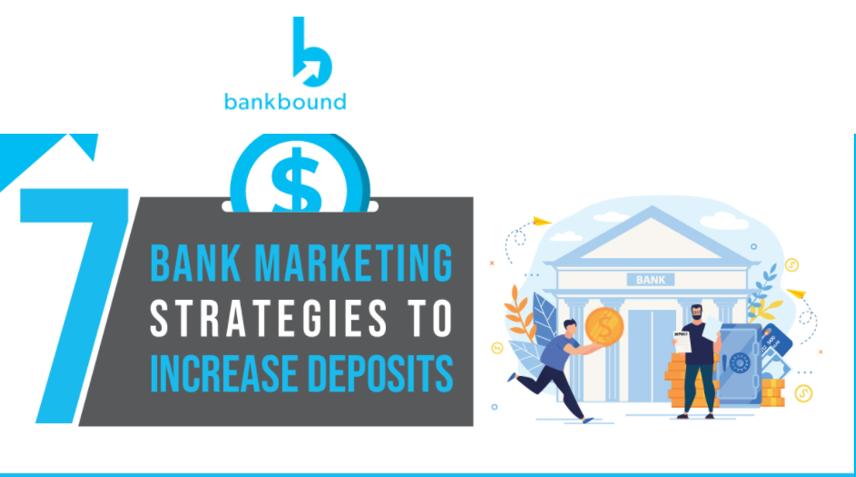 bankbound
$
7
BANK MARKETING
STRATEGIES TO
INCREASE DEPOSITS
BANK
$